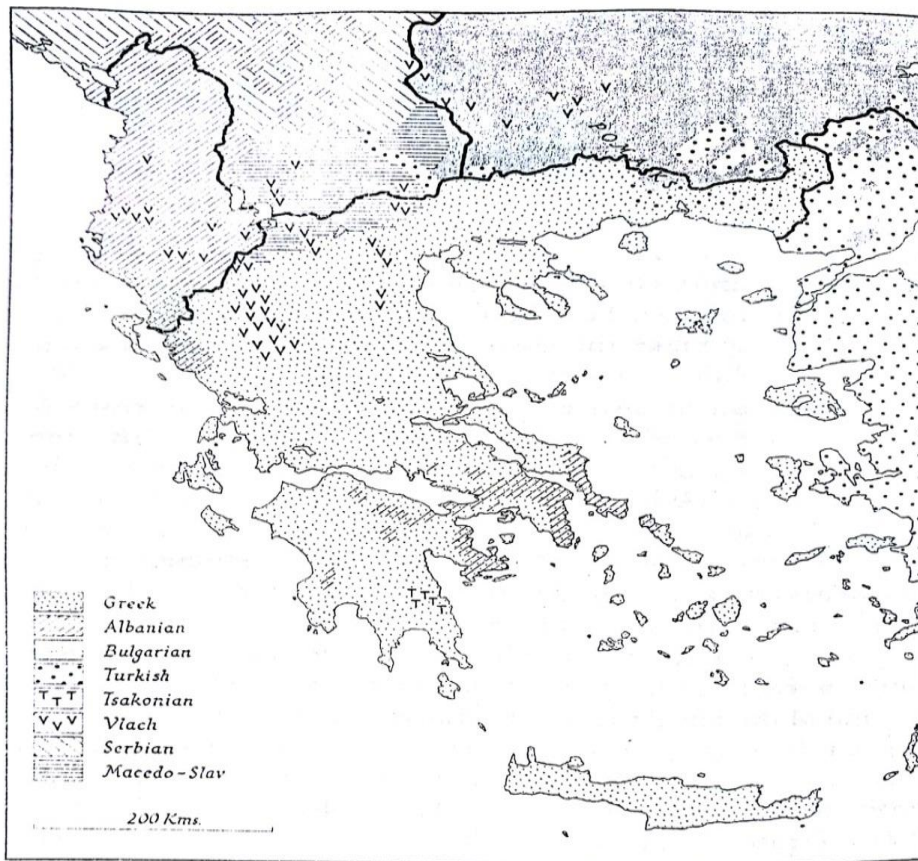 Greek
Albanian
Bulgarian
Turkish
Tsakonian
Vlach
Serbian
Macedo-Slav
200 Kms.